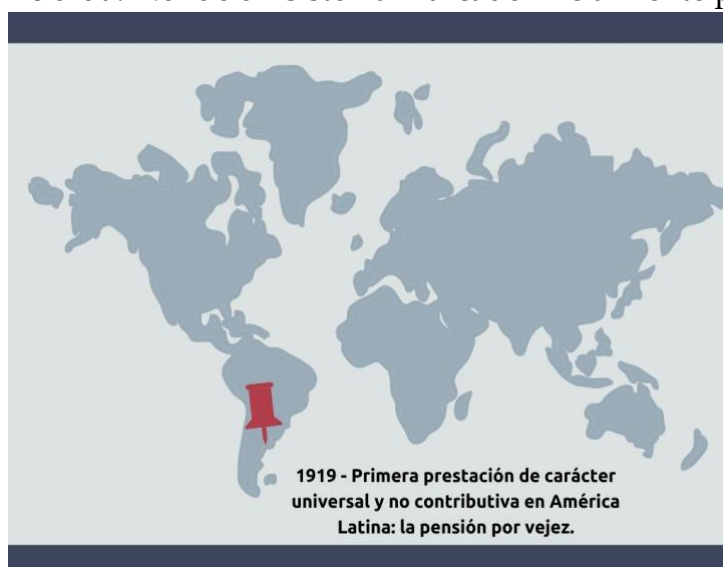 1919 - Primera prestación de carácter
universal y no contributiva en América
Latina: la pensión por vejez.